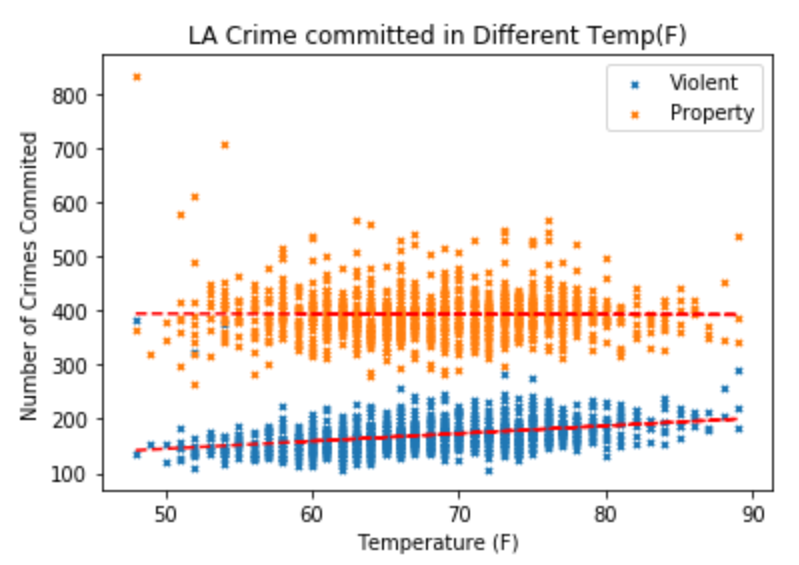 LA Crime committed in Different Temp(F)
Violent
Property
Number of Crimes Commited
800
700
600
500
400
300
200
100
50 60 70 80 90
Temperature (F)